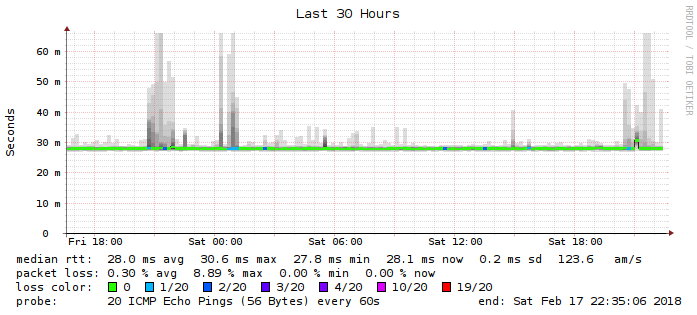 Last 30 Hours
RRDTOOL / TOBI OETIKER
Seconds
60 m
50 m
40 m
30 m
20 m
10 m
0
Fri 18:00 Sat 00:00 Sat 06:00 Sat 12:00 Sat 18:00
median rtt: 28.0 ms avg 30.6 ms max 27.8 ms min 28.1 ms now 0.2 ms sd 123.6 am/s
packet loss: 0.30 % avg 8.89 % max 0.00 % min 0.00 % now
loss color: 0 1/20 2/20 3/20 4/20 10/20 19/20
probe: 20 ICMP Echo Pings (56 Bytes) every 60s end: Sat Feb 17 22:35:06 2018